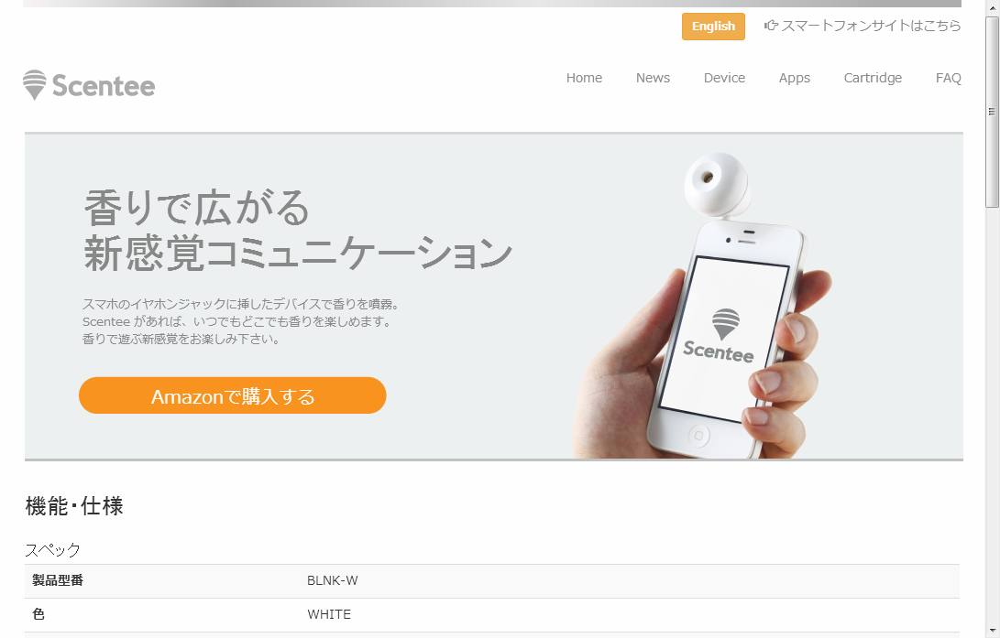 English
スマートフォンサイトはこちら
Scentee
Home News Device Apps Cartridge FAQ
香りで広がる
新感覚コミュニケーション
スマホのイヤホンジャックに挿したデバイスで香りを噴霧。
Scentee があれば、いつでもどこでも香りを楽しめます。
香りで遊ぶ新感覚をお楽しみ下さい。
Amazonで購入する
Scentee
機能・仕様
スペック
製品型番 BLNK-W
色 WHITE